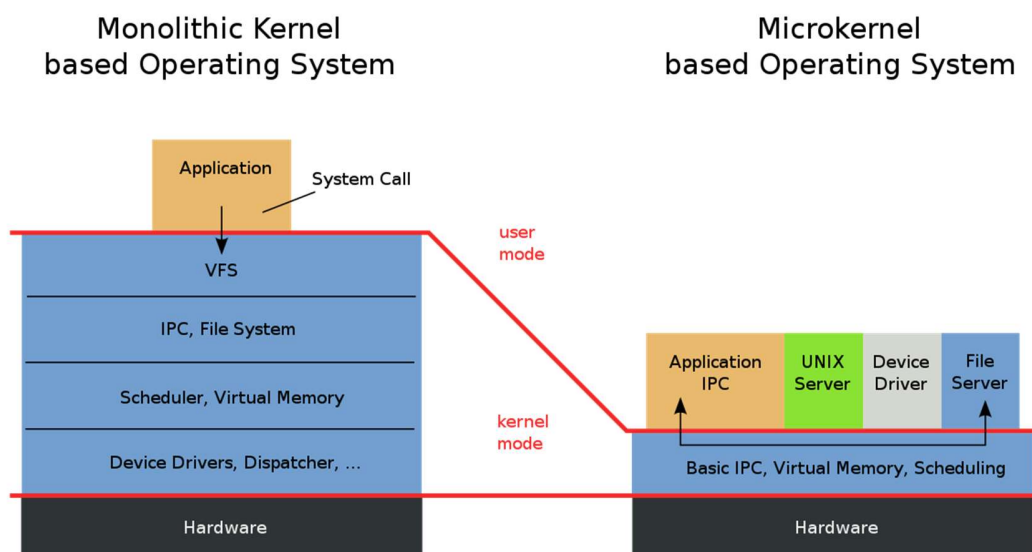 Monolithic Kernel
based Operating System
Application
System Call
VFS
IPC, File System
Scheduler, Virtual Memory
Device Drivers, Dispatcher, ...
Hardware
user
mode
kernel
mode
Microkernel
based Operating System
Application
IPC
UNIX
Server
Device
Driver
File
Server
Basic IPC, Virtual Memory, Scheduling
Hardware